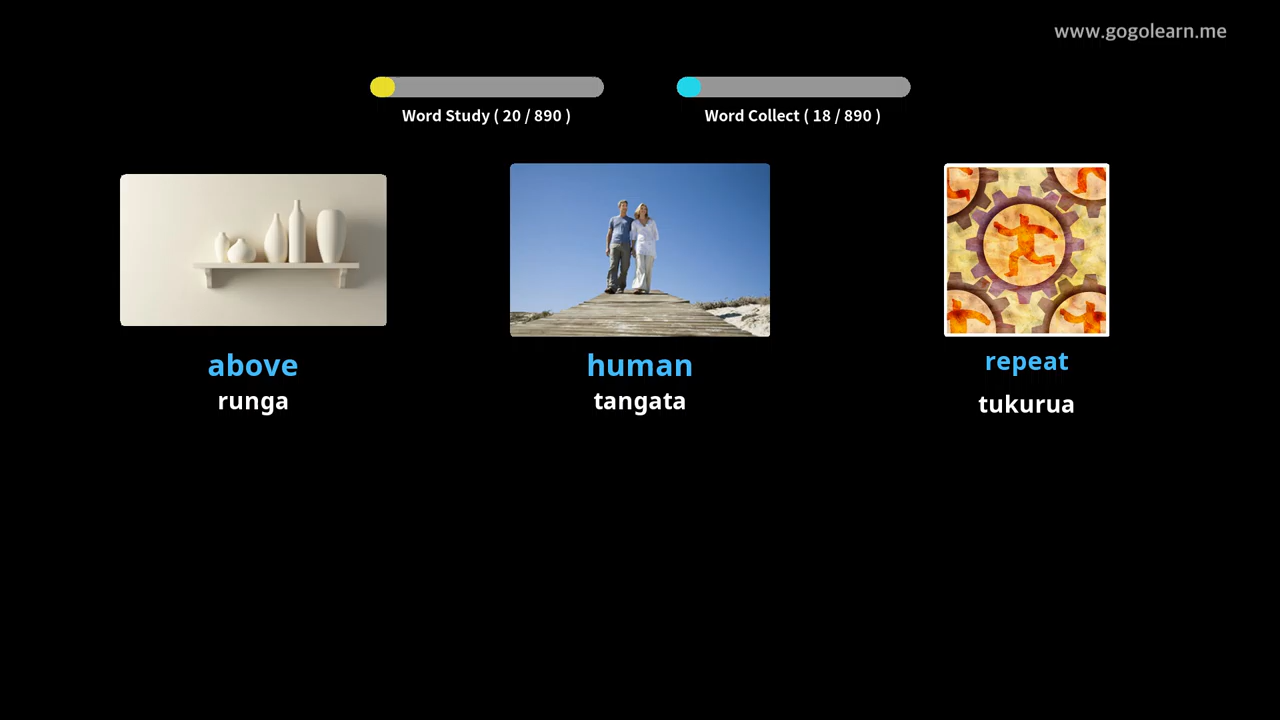 www.gogolearn.me
Word Study ( 20 / 890 )
Word Collect ( 18 / 890 )
above
runga
human
tangata
repeat
tukurua